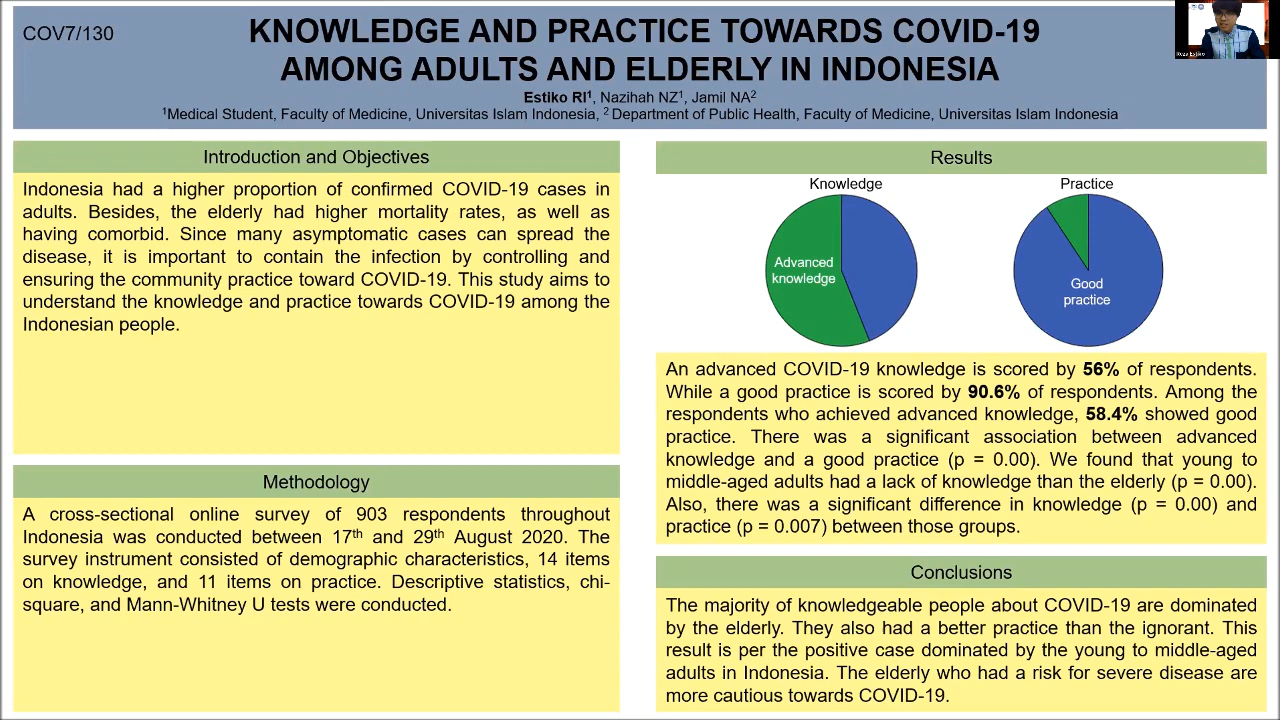 COV7/130
KNOWLEDGE AND PRACTICE TOWARDS COVID-19
AMONG ADULTS AND ELDERLY IN INDONESIA
Estiko RI¹, Nazihah NZ¹, Jamil NA²
¹Medical Student, Faculty of Medicine, Universitas Islam Indonesia, ² Department of Public Health, Faculty of Medicine, Universitas Islam Indonesia
Reza Estiko
Introduction and Objectives
Indonesia had a higher proportion of confirmed COVID-19 cases in
adults. Besides, the elderly had higher mortality rates, as well as
having comorbid. Since many asymptomatic cases can spread the
disease, it is important to contain the infection by controlling and
ensuring the community practice toward COVID-19. This study aims to
understand the knowledge and practice towards COVID-19 among the
Indonesian people.
Methodology
A cross-sectional online survey of 903 respondents throughout
Indonesia was conducted between 17th and 29th August 2020. The
survey instrument consisted of demographic characteristics, 14 items
on knowledge, and 11 items on practice. Descriptive statistics, chi-
square, and Mann-Whitney U tests were conducted.
Results
Knowledge
Practice
Advanced
knowledge
Good
practice
An advanced COVID-19 knowledge is scored by 56% of respondents.
While a good practice is scored by 90.6% of respondents. Among the
respondents who achieved advanced knowledge, 58.4% showed good
practice. There was a significant association between advanced
knowledge and a good practice (p = 0.00). We found that young to
middle-aged adults had a lack of knowledge than the elderly (p = 0.00).
Also, there was a significant difference in knowledge (p = 0.00) and
practice (p = 0.007) between those groups.
Conclusions
The majority of knowledgeable people about COVID-19 are dominated
by the elderly. They also had a better practice than the ignorant. This
result is per the positive case dominated by the young to middle-aged
adults in Indonesia. The elderly who had a risk for severe disease are
more cautious towards COVID-19.